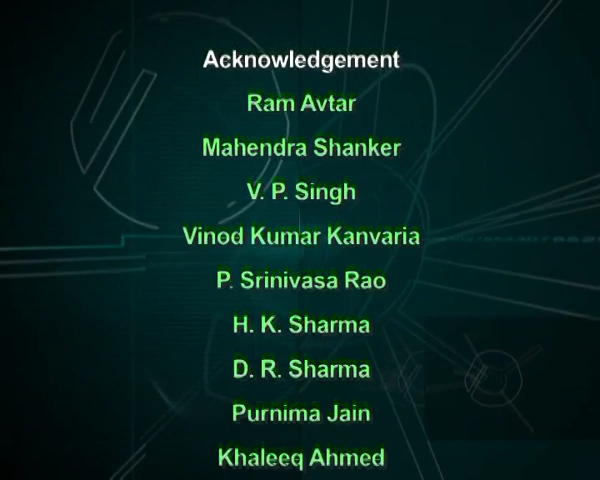 Acknowledgement
Ram Avtar
Mahendra Shanker
V. P. Singh
Vinod Kumar Kanvaria
P. Srinivasa Rao
H. K. Sharma
D. R. Sharma
Purnima Jain
Khaleeq Ahmed